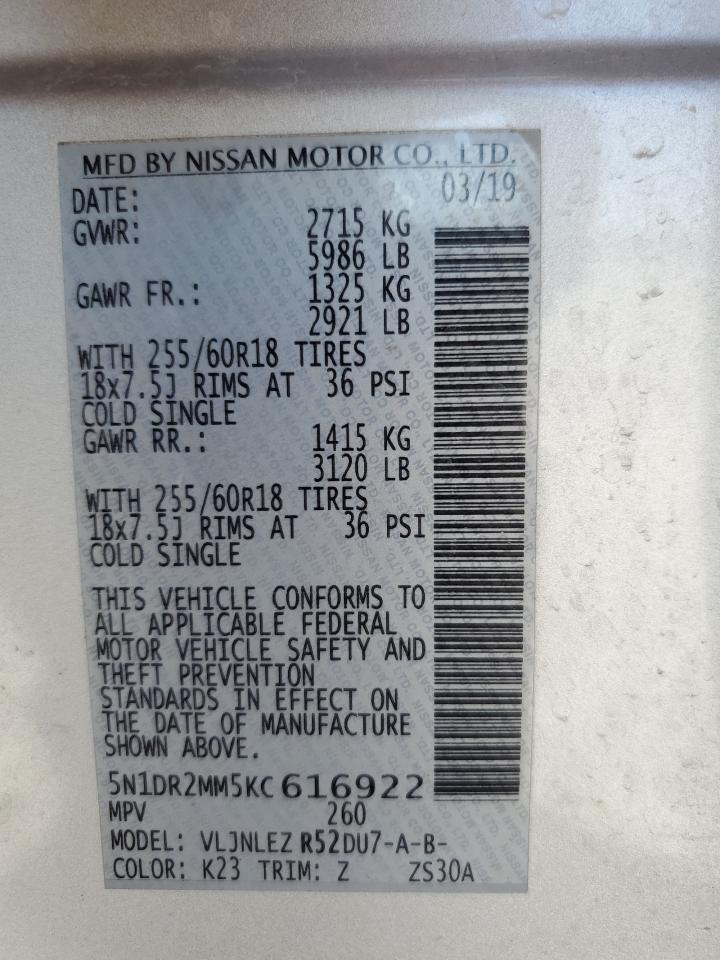 MFD BY NISSAN MOTOR CO., LTD.
DATE: 03/19
GVWR: 2715 KG
5986 LB
GAWR FR.: 1325 KG
2921 LB
WITH 255/60R18 TIRES
18x7.5J RIMS AT 36 PSI
COLD SINGLE
GAWR RR.: 1415 KG
3120 LB
WITH 255/60R18 TIRES
18x7.5J RIMS AT 36 PSI
COLD SINGLE
THIS VEHICLE CONFORMS TO
ALL APPLICABLE FEDERAL
MOTOR VEHICLE SAFETY AND
THEFT PREVENTION
STANDARDS IN EFFECT ON
THE DATE OF MANUFACTURE
SHOWN ABOVE.
5N1DR2MM5KC616922
MPV 260
MODEL: VLJNLEZ R52DU7-A-B-
COLOR: K23 TRIM: Z ZS30A